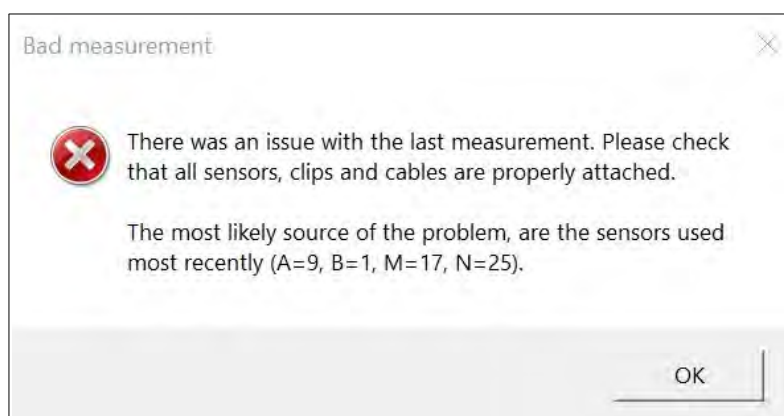 Bad measurement
There was an issue with the last measurement. Please check
that all sensors, clips and cables are properly attached.
The most likely source of the problem, are the sensors used
most recently (A=9, B=1, M=17, N=25).
OK